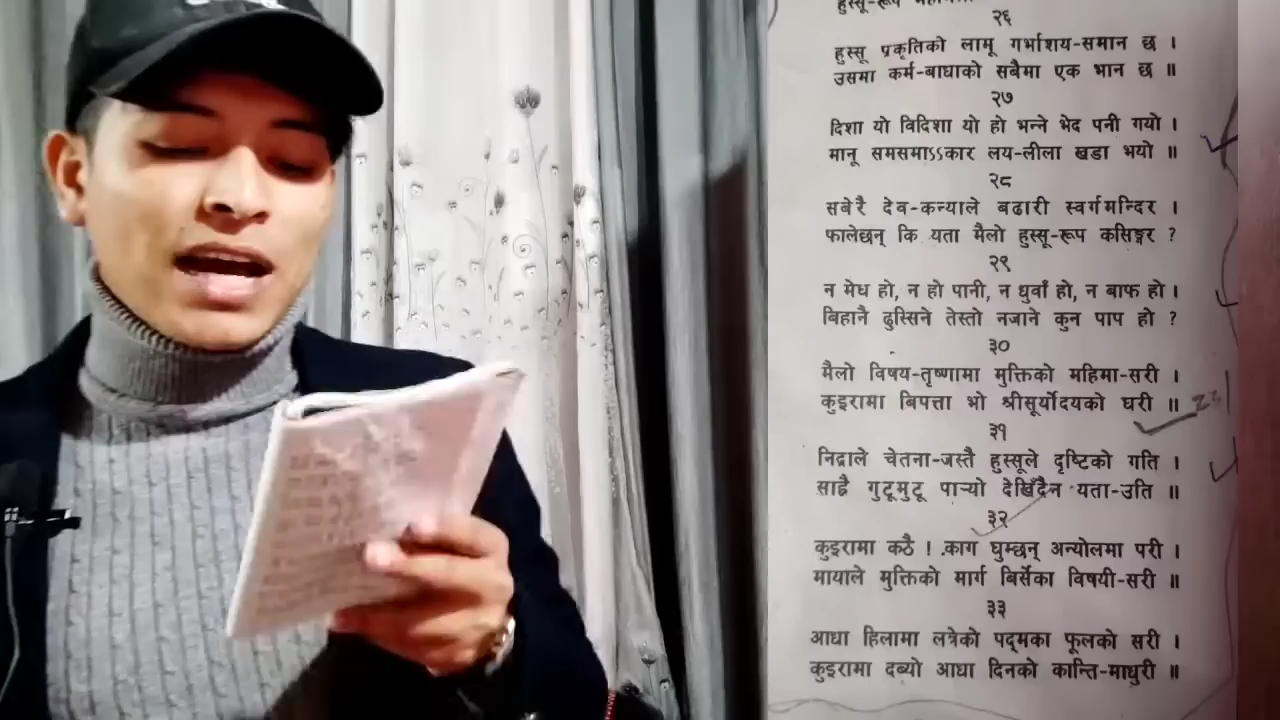 हुस्सू-रूप
२६
हुस्सू प्रकृतिको लामू गर्भाशय-समान छ ।
उसमा कर्म-बाधाको सबैमा एक भान छ ॥
२७
दिशा यो विदिशा यो हो भन्ने भेद पनी गयो ।
मानू समसमाऽऽकार लय-लीला खडा भयो ॥
२८
सबेरै देव-कन्याले बढारी स्वर्गमन्दिर ।
फालेछन् कि यता मैलो हुस्सू-रूप कसिङ्गर ?
२९
न मेध हो, न हो पानी, न धुवाँ हो, न बाफ हो ।
बिहानै ढुस्सिने तेस्तो नजाने कुन पाप हो ?
३०
मैलो विषय-तृष्णामा मुक्तिको महिमा-सरी ।
कुइरामा बिपत्ता भो श्रीसूर्योदयको घरी ॥
३१
निद्राले चेतना-जस्तै हुस्सूले दृष्टिको गति ।
साह्रै गुटूमुटू पार्‍यो देखिँदैन यता-उति ॥
३२
कुइरामा कठै ! काग घुम्छन् अन्योलमा परी ।
मायाले मुक्तिको मार्ग बिर्सेका विषयी-सरी ॥
३३
आधा हिलामा लत्रेको पद्मका फूलको सरी ।
कुइरामा दब्यो आधा दिनको कान्ति-माधुरी ॥